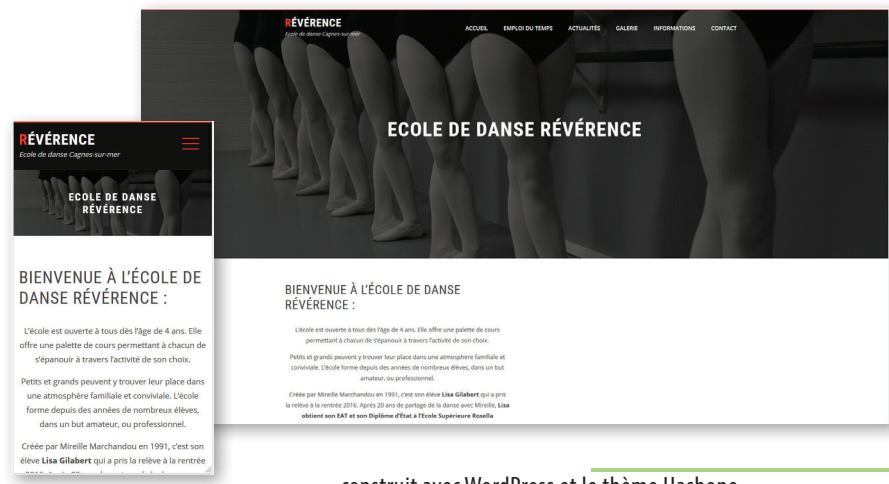 RÉVÉRENCE
Ecole de danse Cagnes-sur-mer
ACCUEIL EMPLOI DU TEMPS ACTUALITÉS GALERIE INFORMATIONS CONTACT
ECOLE DE DANSE RÉVÉRENCE
BIENVENUE À L'ÉCOLE DE DANSE
RÉVÉRENCE :
L'école est ouverte à tous dès l'âge de 4 ans. Elle offre une palette de cours
permettant à chacun de s'épanouir à travers l'activité de son choix.
Petits et grands peuvent y trouver leur place dans une atmosphère familiale et
conviviale. L'école forme depuis des années de nombreux élèves, dans un but
amateur, ou professionnel.
Créée par Mireille Marchandou en 1991, c'est son élève Lisa Gilabert qui a pris
la relève à la rentrée 2016. Après 20 ans de partage de la danse avec Mireille, Lisa
obtient son EAT et son Diplôme d'État à l'Ecole Supérieure Rosella
RÉVÉRENCE
Ecole de danse Cagnes-sur-mer
ECOLE DE DANSE
RÉVÉRENCE
BIENVENUE À L'ÉCOLE DE
DANSE RÉVÉRENCE :
L'école est ouverte à tous dès l'âge de 4 ans. Elle
offre une palette de cours permettant à chacun de
s'épanouir à travers l'activité de son choix.
Petits et grands peuvent y trouver leur place dans
une atmosphère familiale et conviviale. L'école
forme depuis des années de nombreux élèves,
dans un but amateur, ou professionnel.
Créée par Mireille Marchandou en 1991, c'est son
élève Lisa Gilabert qui a pris la relève à la rentrée
construit avec WordPress et le thème Hashone